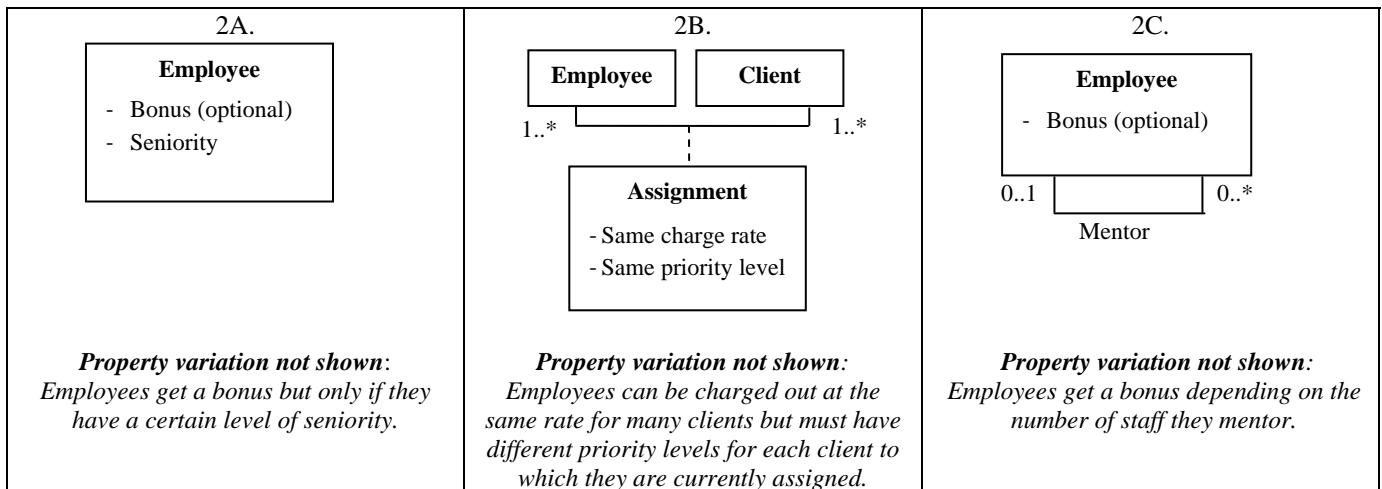 2A.
Employee
- Bonus (optional)
- Seniority
Property variation not shown:
Employees get a bonus but only if they
have a certain level of seniority.
2B.
Employee
Client
1..*
1..*
Assignment
- Same charge rate
- Same priority level
Property variation not shown:
Employees can be charged out at the
same rate for many clients but must have
different priority levels for each client to
which they are currently assigned.
2C.
Employee
- Bonus (optional)
0..1
0..*
Mentor
Property variation not shown:
Employees get a bonus depending on the
number of staff they mentor.